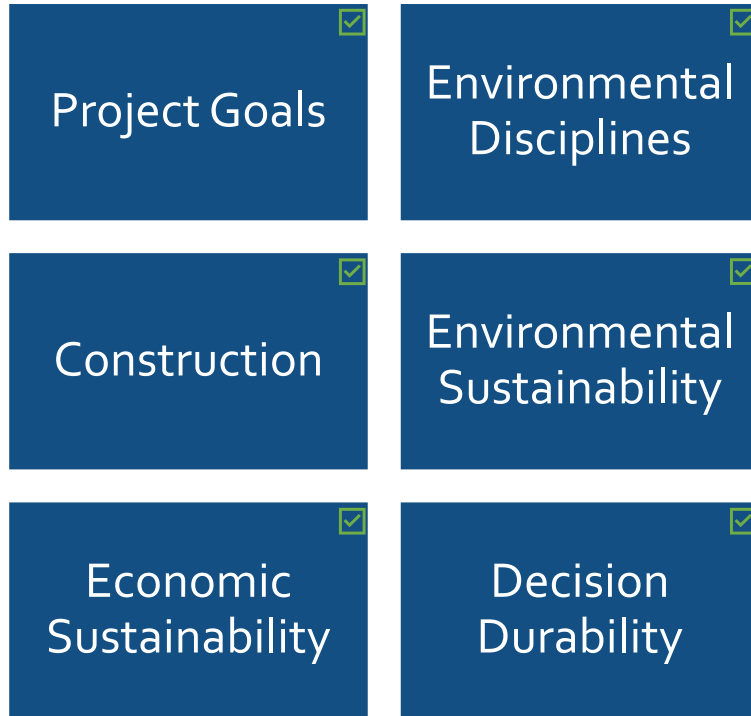 Project Goals
Environmental
Disciplines
Construction
Environmental
Sustainability
Economic
Sustainability
Decision
Durability